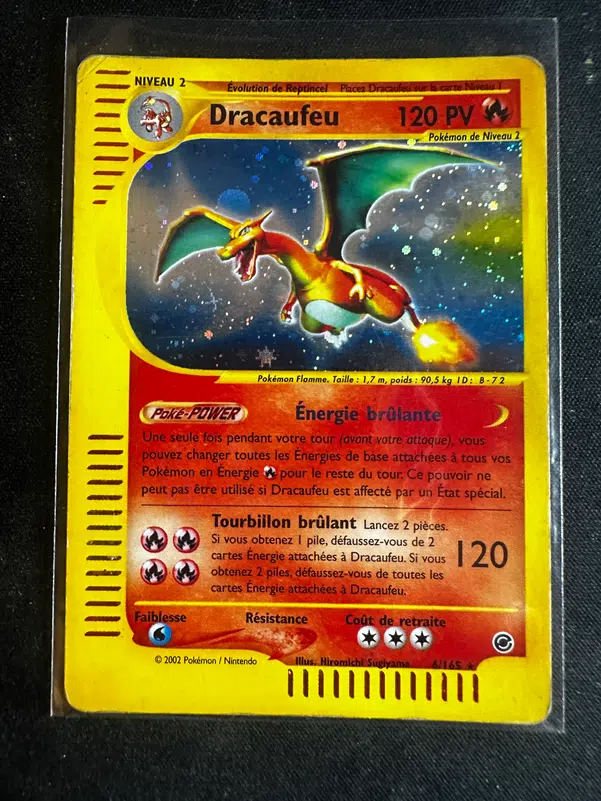 NIVEAU 2
Évolution de Reptincel Placez Dracaufeu sur la carte Niveau 1
Dracaufeu 120 PV
Pokémon de Niveau 2
Pokémon Flamme. Taille : 1,7 m, poids : 90,5 kg ID : B-72
Poké-POWER Énergie brûlante
Une seule fois pendant votre tour (avant votre attaque), vous
pouvez changer toutes les Énergies de base attachées à tous vos
Pokémon en Énergie pour le reste du tour. Ce pouvoir ne
peut pas être utilisé si Dracaufeu est affecté par un État spécial.
Tourbillon brûlant Lancez 2 pièces.
Si vous obtenez 1 pile, défaussez-vous de 2
cartes Énergie attachées à Dracaufeu. Si vous
obtenez 2 piles, défaussez-vous de toutes les
cartes Énergie attachées à Dracaufeu.
120
Faiblesse Résistance Coût de retraite
© 2002 Pokémon / Nintendo
Illus. Hiromichi Sugiyama 6/165 ★